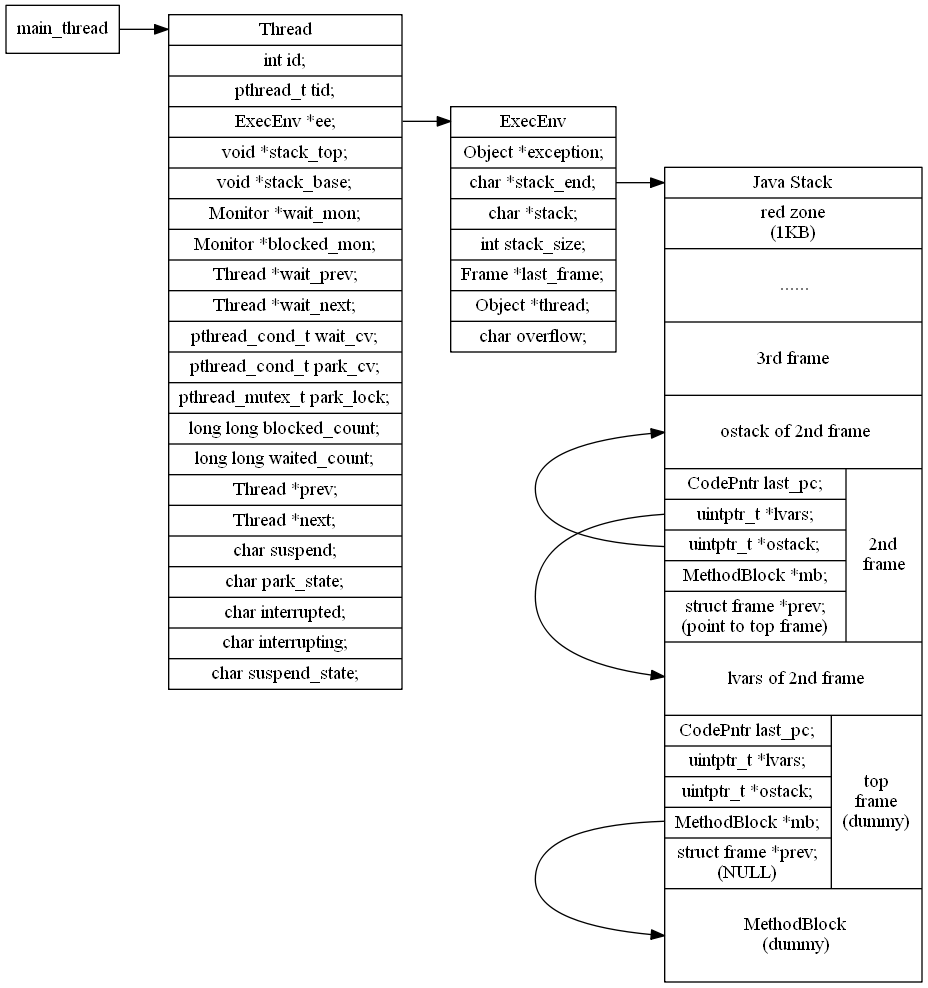 main_thread
Thread
int id;
pthread_t tid;
ExecEnv *ee;
void *stack_top;
void *stack_base;
Monitor *wait_mon;
Monitor *blocked_mon;
Thread *wait_prev;
Thread *wait_next;
pthread_cond_t wait_cv;
pthread_cond_t park_cv;
pthread_mutex_t park_lock;
long long blocked_count;
long long waited_count;
Thread *prev;
Thread *next;
char suspend;
char park_state;
char interrupted;
char interrupting;
char suspend_state;
ExecEnv
Object *exception;
char *stack_end;
char *stack;
int stack_size;
Frame *last_frame;
Object *thread;
char overflow;
Java Stack
red zone
(1KB)
......
3rd frame
ostack of 2nd frame
CodePntr last_pc;
uintptr_t *lvars;
uintptr_t *ostack;
MethodBlock *mb;
struct frame *prev;
(point to top frame)
2nd
frame
lvars of 2nd frame
CodePntr last_pc;
uintptr_t *lvars;
uintptr_t *ostack;
MethodBlock *mb;
struct frame *prev;
(NULL)
top
frame
(dummy)
MethodBlock
(dummy)